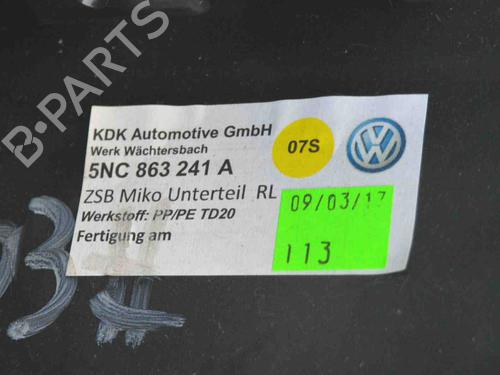 B-PARTS
KDK Automotive GmbH
Werk Wächtersbach
5NC 863 241 A
ZSB Miko Unterteil RL
Werkstoff: PP/PE TD20
Fertigung am
07S
09/03/17
113